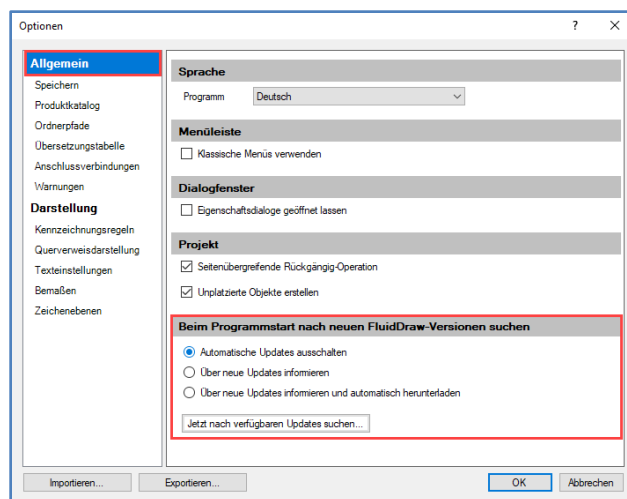 Optionen
?
Allgemein
Speichern
Produktkatalog
Ordnerpfade
Übersetzungstabelle
Anschlussverbindungen
Warnungen
Darstellung
Kennzeichnungsregeln
Querverweisdarstellung
Texteinstellungen
Bemaßen
Zeichenebenen
Sprache
Programm Deutsch
Menüleiste
Klassische Menüs verwenden
Dialogfenster
Eigenschaftsdialoge geöffnet lassen
Projekt
Seitenübergreifende Rückgängig-Operation
Unplatzierte Objekte erstellen
Beim Programmstart nach neuen FluidDraw-Versionen suchen
Automatische Updates ausschalten
Über neue Updates informieren
Über neue Updates informieren und automatisch herunterladen
Jetzt nach verfügbaren Updates suchen...
Importieren... Exportieren... OK Abbrechen